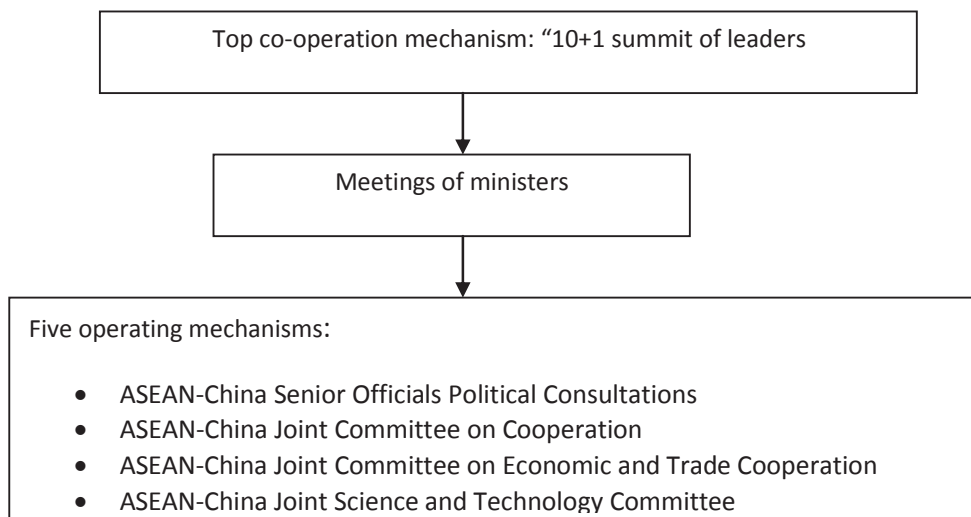 Top co-operation mechanism: “10+1 summit of leaders
Meetings of ministers
Five operating mechanisms:
• ASEAN-China Senior Officials Political Consultations
• ASEAN-China Joint Committee on Cooperation
• ASEAN-China Joint Committee on Economic and Trade Cooperation
• ASEAN-China Joint Science and Technology Committee